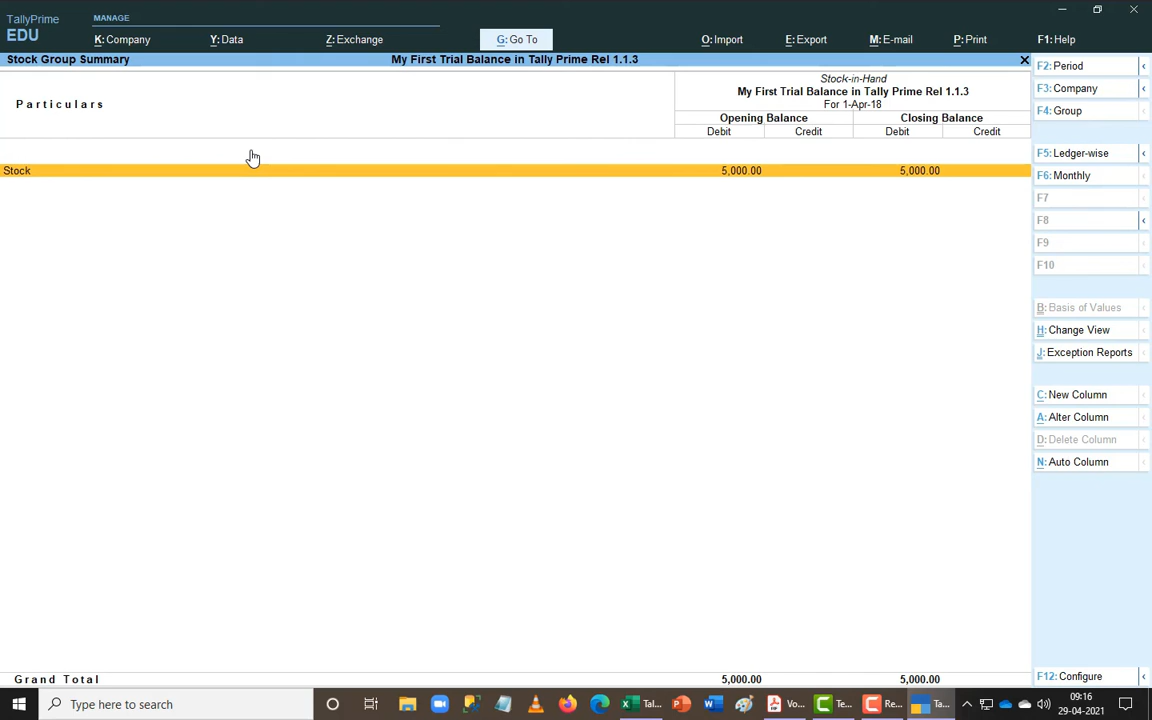 TallyPrime
EDU
MANAGE
K: Company
Y: Data
Z: Exchange
G: Go To
O: Import
E: Export
M: E-mail
P: Print
F1: Help
Stock Group Summary
My First Trial Balance in Tally Prime Rel 1.1.3
Particulars
Stock-in-Hand
My First Trial Balance in Tally Prime Rel 1.1.3
For 1-Apr-18
Opening Balance
Closing Balance
Debit
Credit
Debit
Credit
Stock
5,000.00
5,000.00
Grand Total
5,000.00
5,000.00
F2: Period
F3: Company
F4: Group
F5: Ledger-wise
F6: Monthly
F7
F8
F9
F10
B: Basis of Values
H: Change View
J: Exception Reports
C: New Column
A: Alter Column
D: Delete Column
N: Auto Column
F12: Configure
Type here to search
Tal...
Vo...
Te...
Re...
Ta...
09:16
29-04-2021